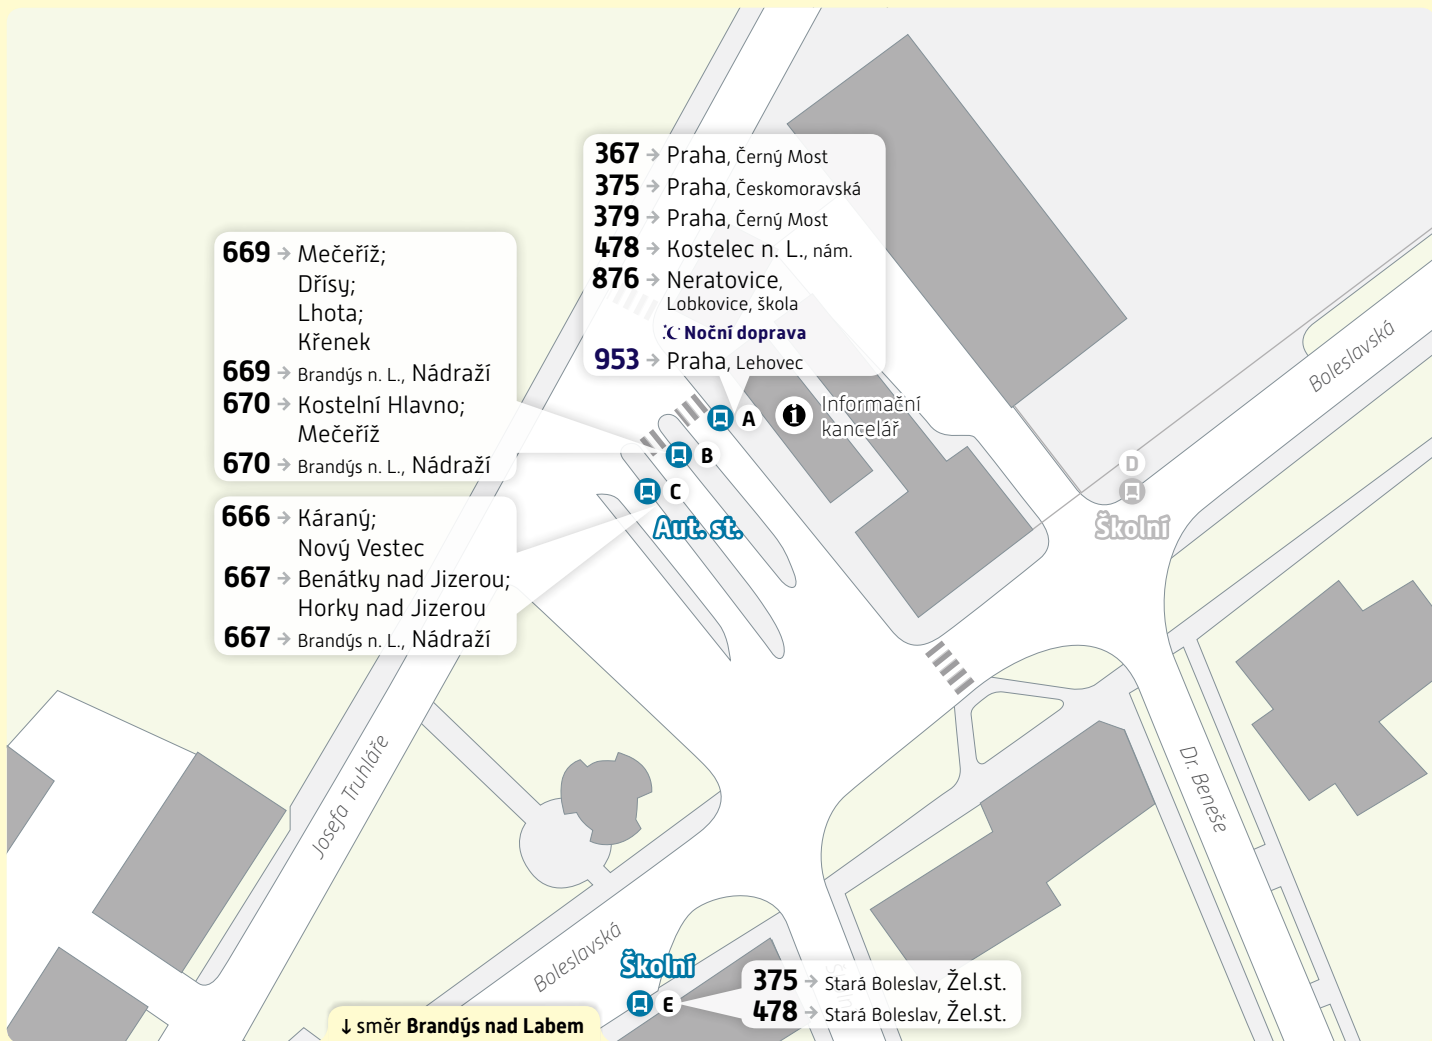 367 → Praha, Černý Most
375 → Praha, Českomoravská
379 → Praha, Černý Most
478 → Kostelec n. L., nám.
876 → Neratovice,
Lobkovice, škola
Noční doprava
953 → Praha, Lehovec
669 → Mečeříž;
Dřísy;
Lhota;
Křenek
669 → Brandýs n. L., Nádraží
670 → Kostelní Hlavno;
Mečeříž
670 → Brandýs n. L., Nádraží
666 → Káraný;
Nový Vestec
667 → Benátky nad Jizerou;
Horky nad Jizerou
667 → Brandýs n. L., Nádraží
A
Informační
kancelář
B
C
Aut. st.
D
Školní
Boleslavská
Josefa Truhláře
Dr. Beneše
Boleslavská
Školní
E
375 → Stará Boleslav, Žel.st.
478 → Stará Boleslav, Žel.st.
↓ směr Brandýs nad Labem